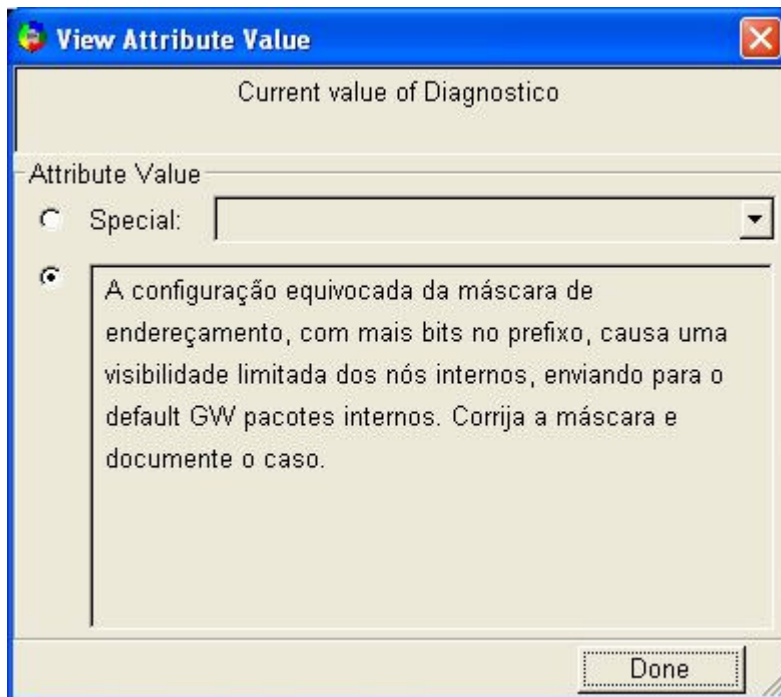 View Attribute Value
Current value of Diagnostico
Attribute Value
Special:
A configuração equivocada da máscara de
endereçamento, com mais bits no prefixo, causa uma
visibilidade limitada dos nós internos, enviando para o
default GW pacotes internos. Corrija a máscara e
documente o caso.
Done